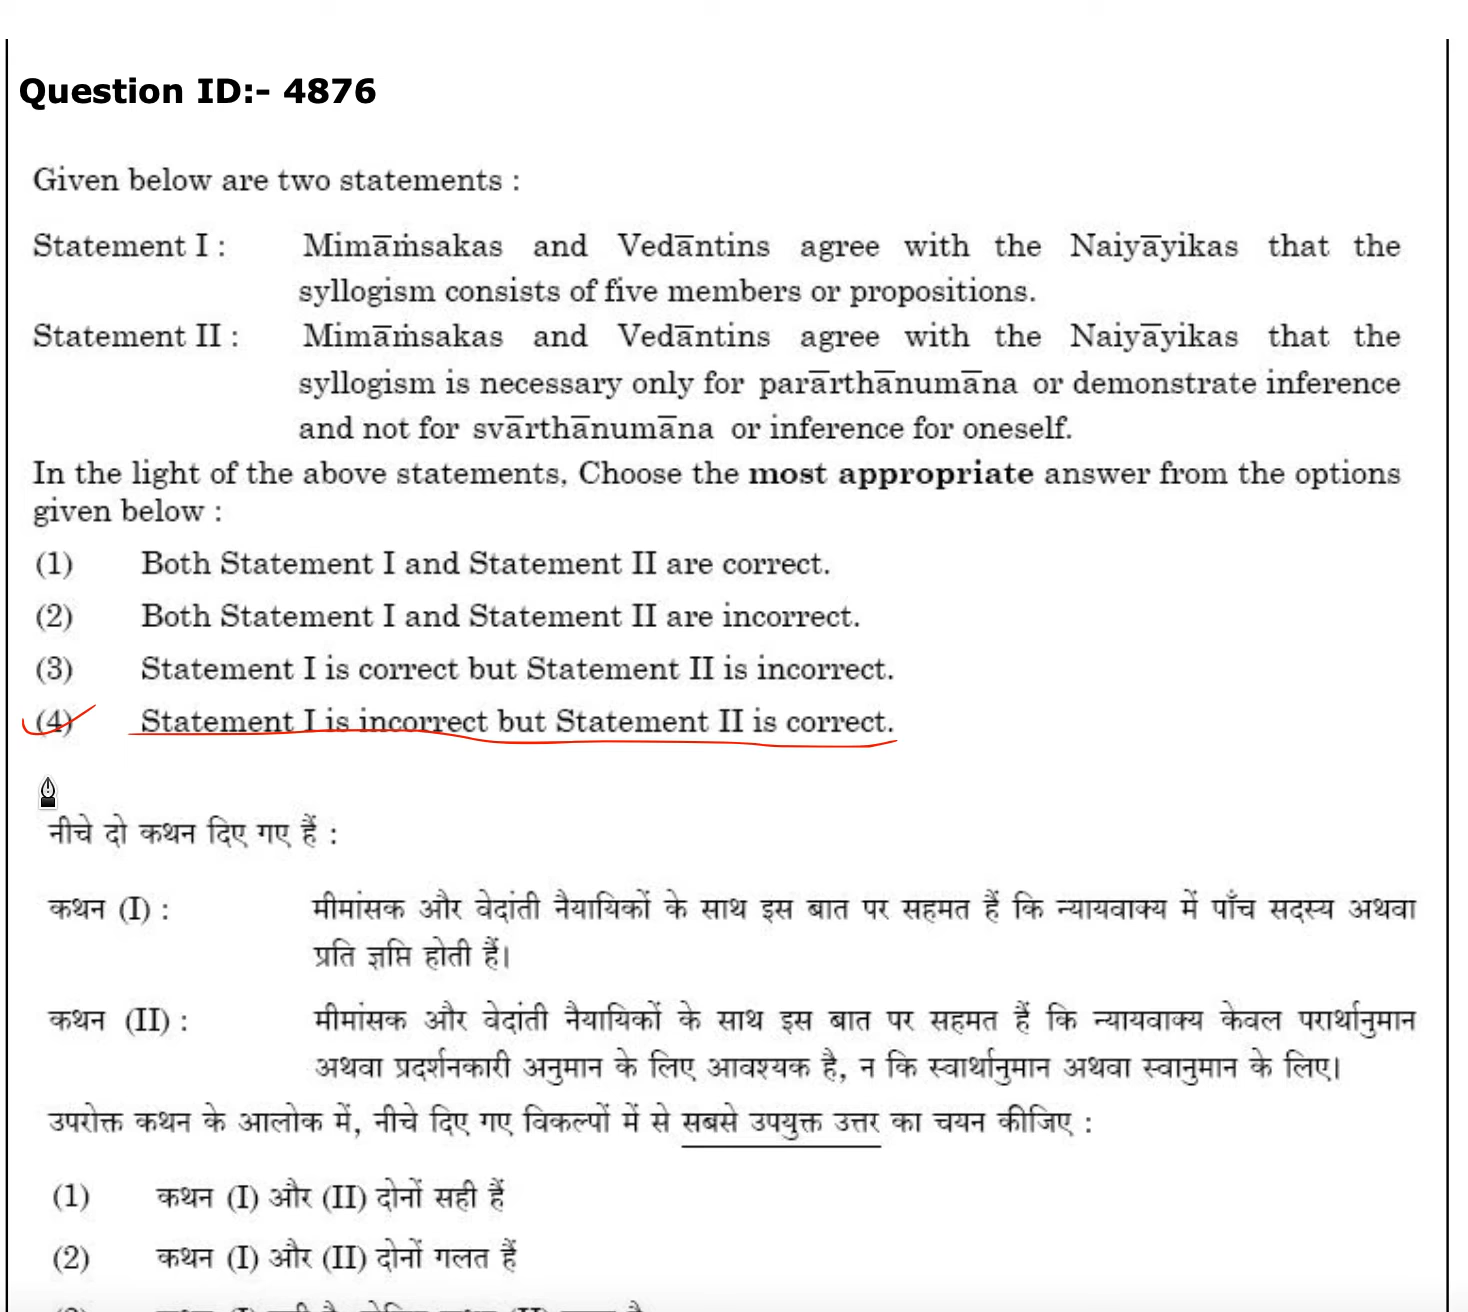 Question ID:- 4876
Given below are two statements :
Statement I : Mimāṁsakas and Vedāntins agree with the Naiyāyikas that the
syllogism consists of five members or propositions.
Statement II : Mimāṁsakas and Vedāntins agree with the Naiyāyikas that the
syllogism is necessary only for parārthānumāna or demonstrate inference
and not for svārthānumāna or inference for oneself.
In the light of the above statements, Choose the most appropriate answer from the options
given below :
(1) Both Statement I and Statement II are correct.
(2) Both Statement I and Statement II are incorrect.
(3) Statement I is correct but Statement II is incorrect.
(4) Statement I is incorrect but Statement II is correct.
नीचे दो कथन दिए गए हैं :
कथन (I) : मीमांसक और वेदांती नैयायिकों के साथ इस बात पर सहमत हैं कि न्यायवाक्य में पाँच सदस्य अथवा
प्रति ज्ञप्ति होती हैं।
कथन (II) : मीमांसक और वेदांती नैयायिकों के साथ इस बात पर सहमत हैं कि न्यायवाक्य केवल परार्थानुमान
अथवा प्रदर्शनकारी अनुमान के लिए आवश्यक है, न कि स्वार्थानुमान अथवा स्वानुमान के लिए।
उपरोक्त कथन के आलोक में, नीचे दिए गए विकल्पों में से सबसे उपयुक्त उत्तर का चयन कीजिए :
(1) कथन (I) और (II) दोनों सही हैं
(2) कथन (I) और (II) दोनों गलत हैं